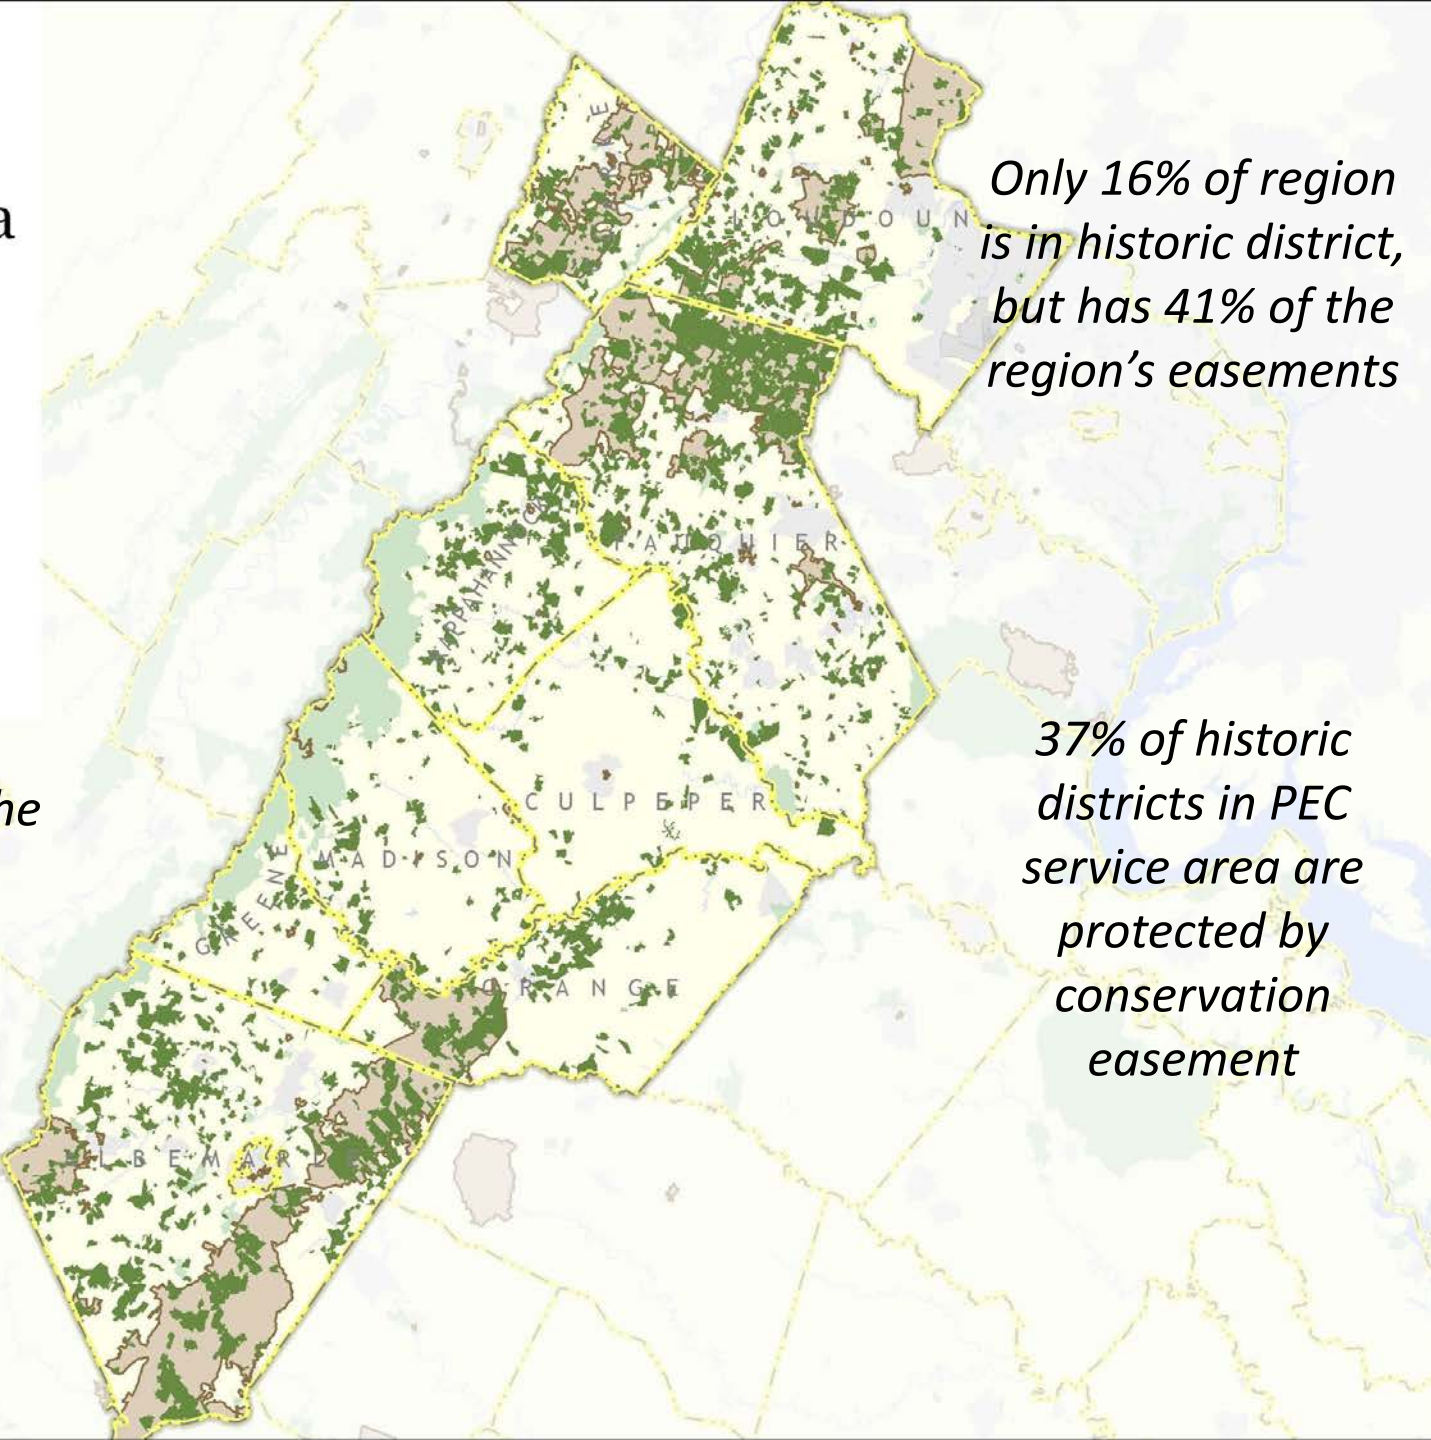 a
Only 16% of region
is in historic district,
but has 41% of the
region’s easements
LOUDOUN
FAUQUIER
RAPPAHANNOCK
37% of historic
districts in PEC
service area are
protected by
conservation
easement
he
CULPEPER
MADISON
GREENE
ORANGE
ALBEMARLE